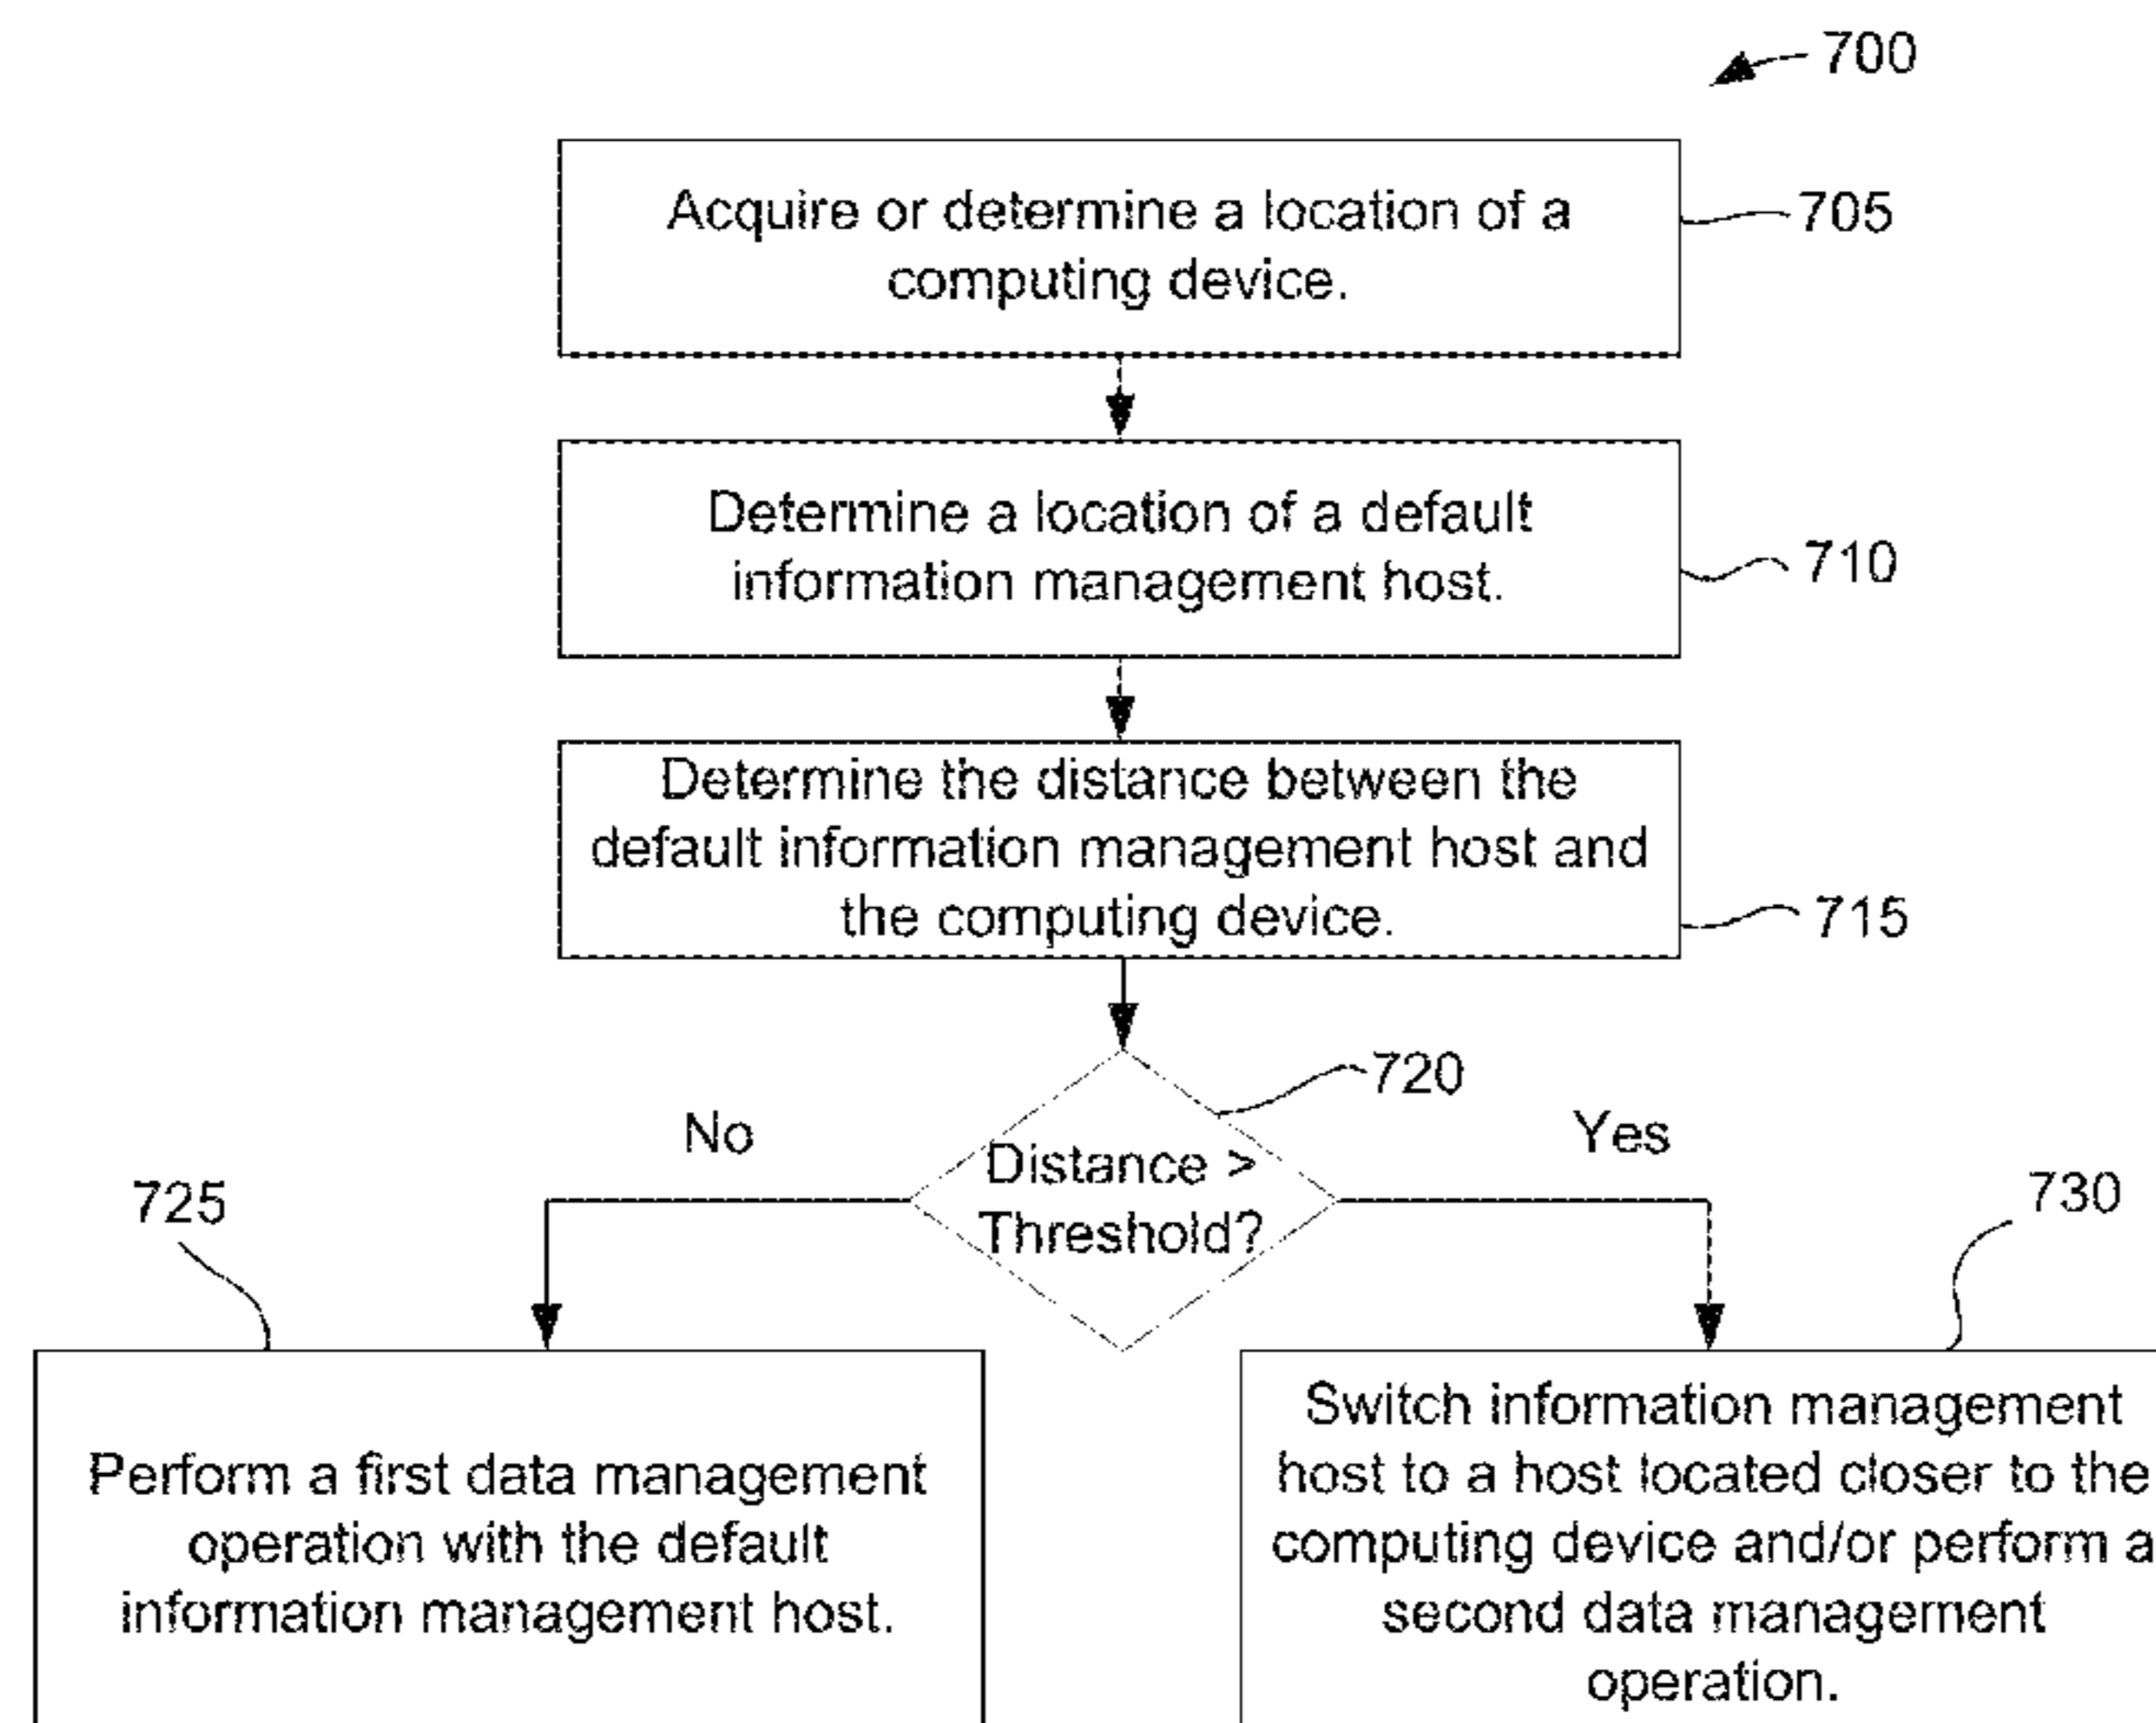 700
Acquire or determine a location of a
computing device.
705
Determine a location of a default
information management host.
710
Determine the distance between the
default information management host and
the computing device.
715
720
No
Distance >
Threshold?
Yes
725
730
Perform a first data management
operation with the default
information management host.
Switch information management
host to a host located closer to the
computing device and/or perform a
second data management
operation.